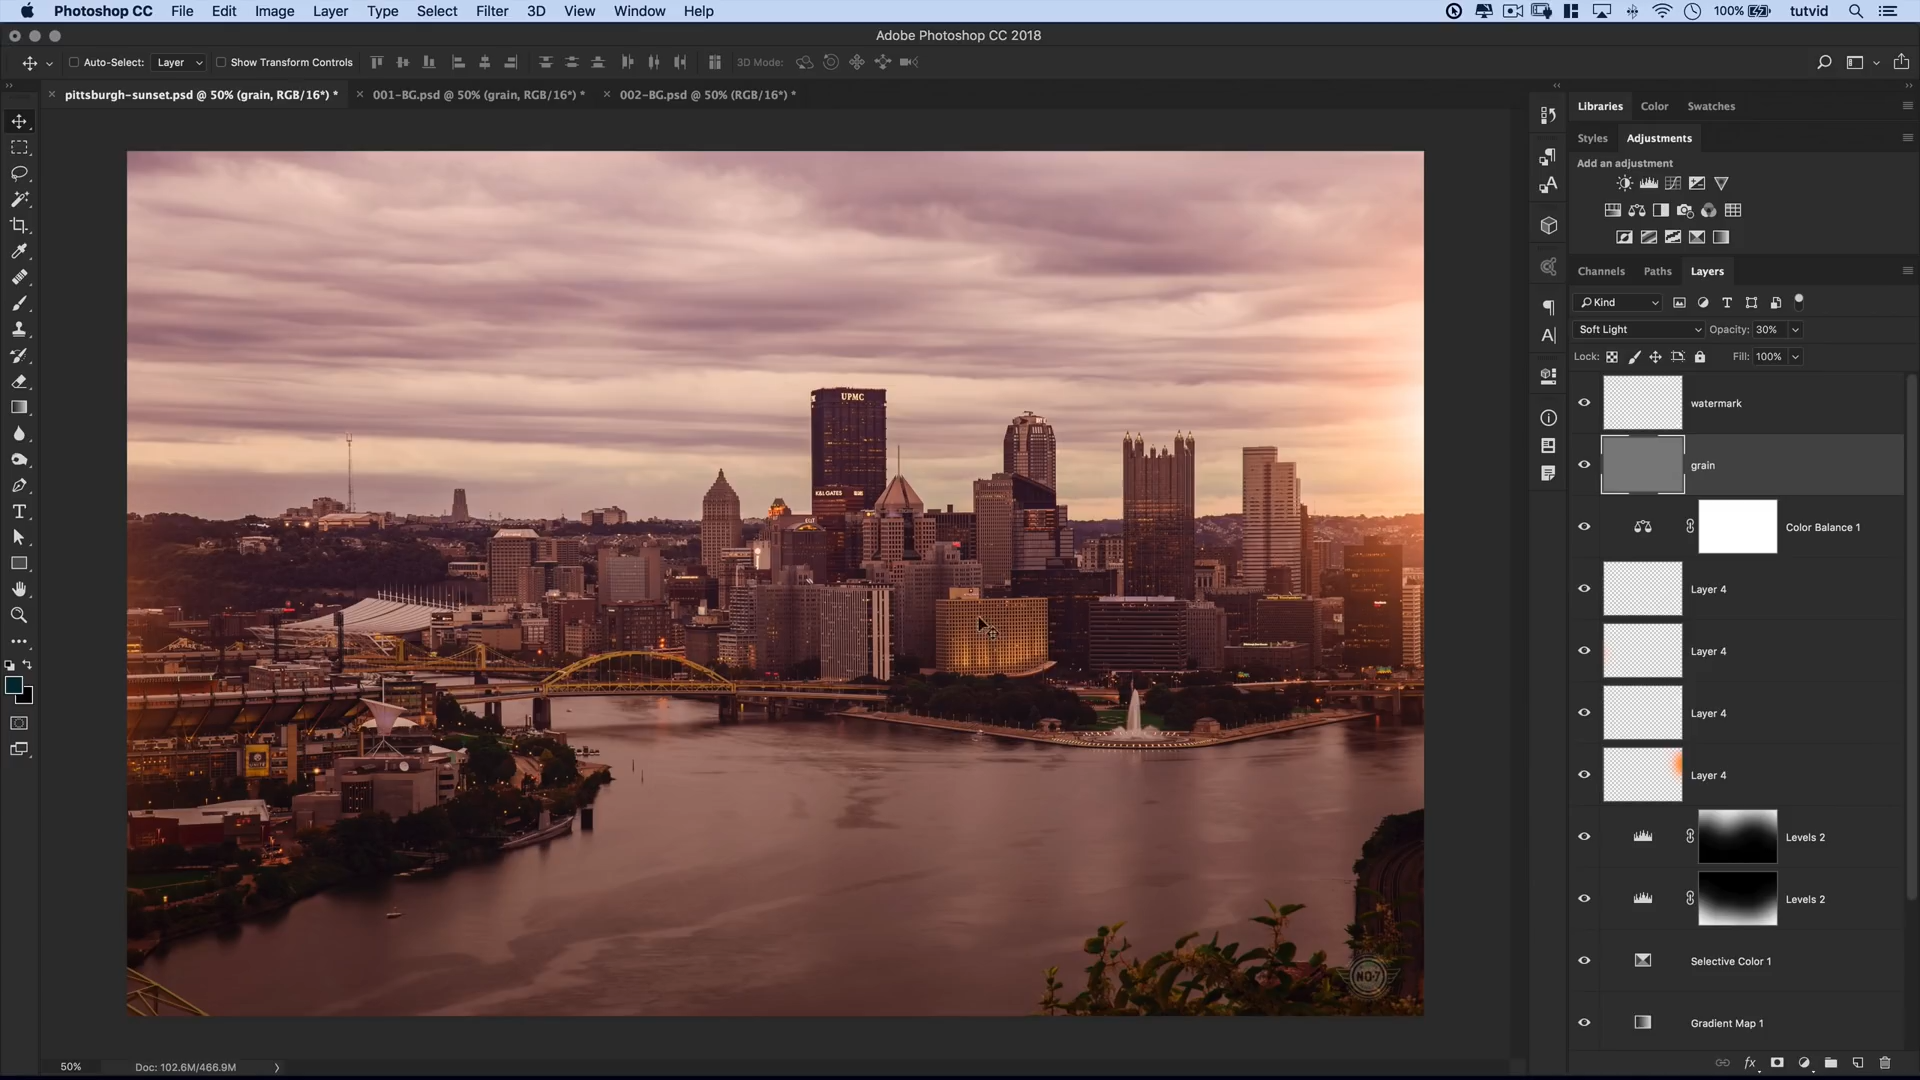 Photoshop CC File Edit Image Layer Type Select Filter 3D View Window Help 100% tutvid
Adobe Photoshop CC 2018
Auto-Select: Layer Show Transform Controls 3D Mode:
pittsburgh-sunset.psd @ 50% (grain, RGB/16*) * 001-BG.psd @ 50% (grain, RGB/16*) * 002-BG.psd @ 50% (RGB/16*) *
Libraries Color Swatches
Styles Adjustments
Add an adjustment
Channels Paths Layers
Kind
Soft Light Opacity: 30%
Lock: Fill: 100%
watermark
grain
Color Balance 1
Layer 4
Layer 4
Layer 4
Layer 4
Levels 2
Levels 2
Selective Color 1
Gradient Map 1
UPMC
K&L GATES
NO-7
50% Doc: 102.6M/466.9M